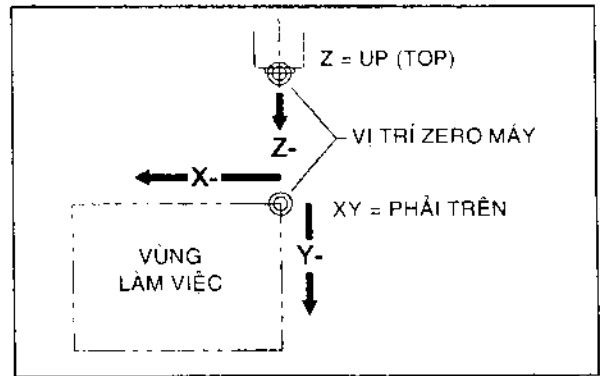 Z = UP (TOP)
VỊ TRÍ ZERO MÁY
Z-
X-
XY = PHẢI TRÊN
Y-
VÙNG
LÀM VIỆC